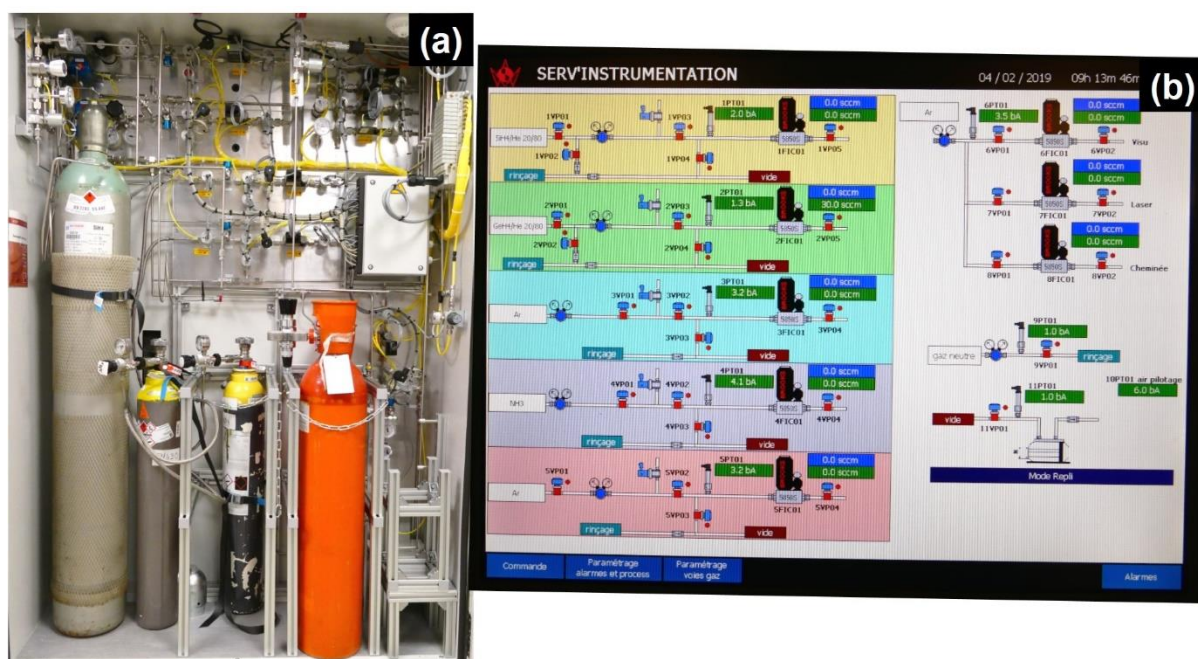 (a)
(b)
SERV'INSTRUMENTATION
04 / 02 / 2019
09h 13m 46m
SiH4/He 20/80
1VP01
1VP02
1VP03
1VP04
1PT01
2.0 bA
0.0 sccm
0.0 sccm
5850S
1FIC01
1VP05
rinçage
vide
GeH4/He 20/80
2VP01
2VP02
2VP03
2VP04
2PT01
1.3 bA
0.0 sccm
30.0 sccm
5850S
2FIC01
2VP05
rinçage
vide
Ar
3VP01
3VP02
3VP03
3PT01
3.2 bA
0.0 sccm
0.0 sccm
5850S
3FIC01
3VP04
rinçage
vide
NH3
4VP01
4VP02
4VP03
4PT01
4.1 bA
0.0 sccm
0.0 sccm
5850S
4FIC01
4VP04
rinçage
vide
Ar
5VP01
5VP02
5VP03
5PT01
3.2 bA
0.0 sccm
0.0 sccm
5850S
5FIC01
5VP04
rinçage
vide
Ar
6PT01
3.5 bA
6VP01
0.0 sccm
0.0 sccm
5850S
6FIC01
6VP02
Visu
7VP01
0.0 sccm
0.0 sccm
5850S
7FIC01
7VP02
Laser
8VP01
0.0 sccm
0.0 sccm
5850S
8FIC01
8VP02
Cheminée
gaz neutre
9PT01
1.0 bA
9VP01
rinçage
10PT01 air pilotage
6.0 bA
vide
11VP01
11PT01
1.0 bA
Mode Repli
Commande
Paramétrage
alarmes et process
Paramétrage
voies gaz
Alarmes